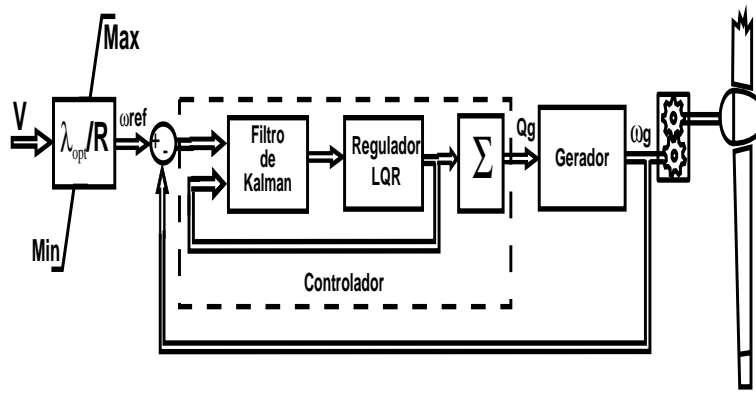 Max
V
λopt/R
ωref
+
-
Min
Filtro
de
Kalman
Regulador
LQR
Σ
Controlador
Qg
Gerador
ωg